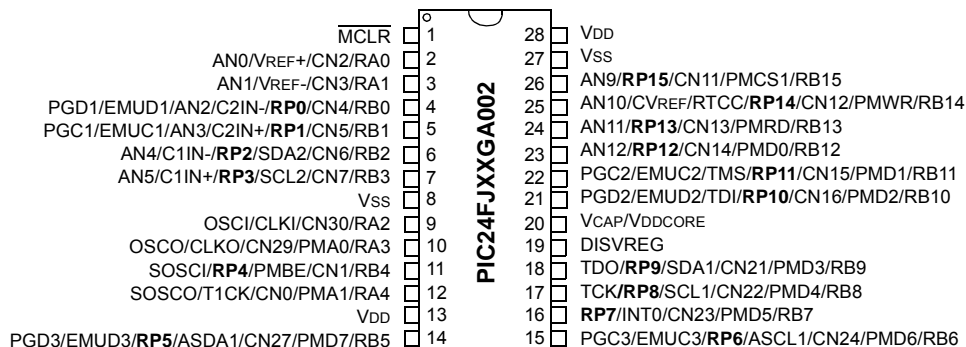 MCLR 1
AN0/VREF+/CN2/RA0 2
AN1/VREF-/CN3/RA1 3
PGD1/EMUD1/AN2/C2IN-/RP0/CN4/RB0 4
PGC1/EMUC1/AN3/C2IN+/RP1/CN5/RB1 5
AN4/C1IN-/RP2/SDA2/CN6/RB2 6
AN5/C1IN+/RP3/SCL2/CN7/RB3 7
VSS 8
OSCI/CLKI/CN30/RA2 9
OSCO/CLKO/CN29/PMA0/RA3 10
SOSCI/RP4/PMBE/CN1/RB4 11
SOSCO/T1CK/CN0/PMA1/RA4 12
VDD 13
PGD3/EMUD3/RP5/ASDA1/CN27/PMD7/RB5 14
PIC24FJXXGA002
28 VDD
27 VSS
26 AN9/RP15/CN11/PMCS1/RB15
25 AN10/CVREF/RTCC/RP14/CN12/PMWR/RB14
24 AN11/RP13/CN13/PMRD/RB13
23 AN12/RP12/CN14/PMD0/RB12
22 PGC2/EMUC2/TMS/RP11/CN15/PMD1/RB11
21 PGD2/EMUD2/TDI/RP10/CN16/PMD2/RB10
20 VCAP/VDDCORE
19 DISVREG
18 TDO/RP9/SDA1/CN21/PMD3/RB9
17 TCK/RP8/SCL1/CN22/PMD4/RB8
16 RP7/INT0/CN23/PMD5/RB7
15 PGC3/EMUC3/RP6/ASCL1/CN24/PMD6/RB6